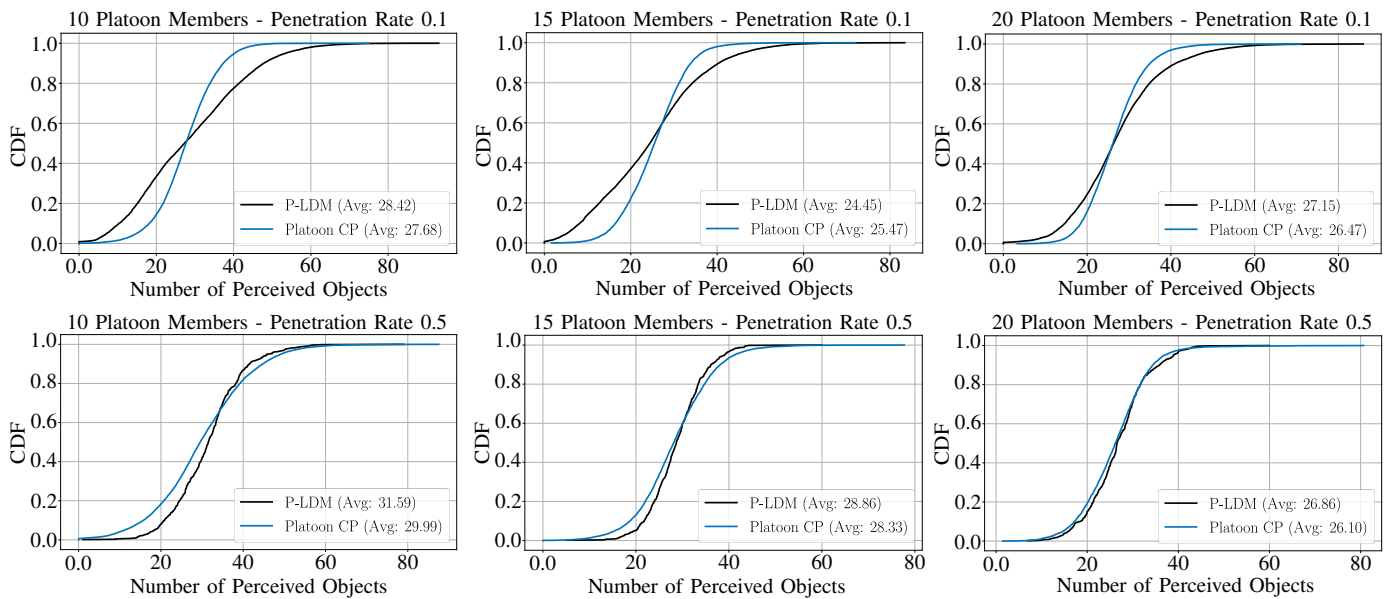 10 Platoon Members - Penetration Rate 0.1
1.0
0.8
0.6
0.4
0.2
0.0
CDF
P-LDM (Avg: 28.42)
Platoon CP (Avg: 27.68)
0.0 20 40 60 80
Number of Perceived Objects
15 Platoon Members - Penetration Rate 0.1
1.0
0.8
0.6
0.4
0.2
0.0
CDF
P-LDM (Avg: 24.45)
Platoon CP (Avg: 25.47)
0.0 20 40 60 80
Number of Perceived Objects
20 Platoon Members - Penetration Rate 0.1
1.0
0.8
0.6
0.4
0.2
0.0
CDF
P-LDM (Avg: 27.15)
Platoon CP (Avg: 26.47)
0.0 20 40 60 80
Number of Perceived Objects
10 Platoon Members - Penetration Rate 0.5
1.0
0.8
0.6
0.4
0.2
0.0
CDF
P-LDM (Avg: 31.59)
Platoon CP (Avg: 29.99)
0.0 20 40 60 80
Number of Perceived Objects
15 Platoon Members - Penetration Rate 0.5
1.0
0.8
0.6
0.4
0.2
0.0
CDF
P-LDM (Avg: 28.86)
Platoon CP (Avg: 28.33)
0.0 20 40 60 80
Number of Perceived Objects
20 Platoon Members - Penetration Rate 0.5
1.0
0.8
0.6
0.4
0.2
0.0
CDF
P-LDM (Avg: 26.86)
Platoon CP (Avg: 26.10)
0.0 20 40 60 80
Number of Perceived Objects